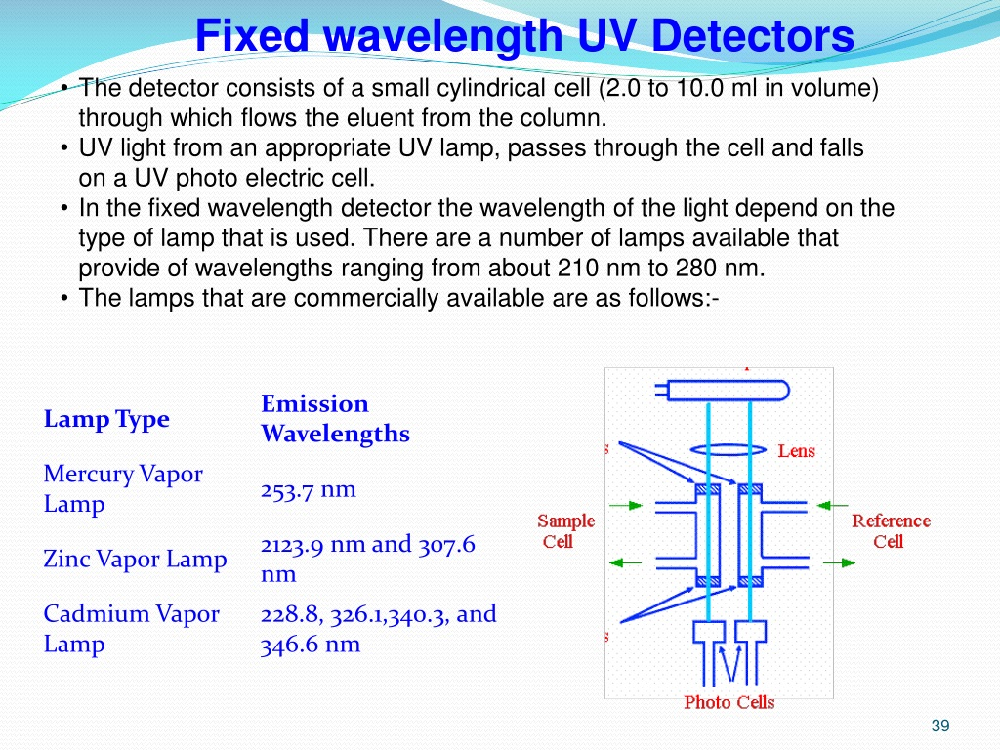 Fixed wavelength UV Detectors
• The detector consists of a small cylindrical cell (2.0 to 10.0 ml in volume)
through which flows the eluent from the column.
• UV light from an appropriate UV lamp, passes through the cell and falls
on a UV photo electric cell.
• In the fixed wavelength detector the wavelength of the light depend on the
type of lamp that is used. There are a number of lamps available that
provide of wavelengths ranging from about 210 nm to 280 nm.
• The lamps that are commercially available are as follows:-
Lamp Type
Emission
Wavelengths
Mercury Vapor
Lamp
253.7 nm
Zinc Vapor Lamp
2123.9 nm and 307.6
nm
Cadmium Vapor
Lamp
228.8, 326.1,340.3, and
346.6 nm
s
Lens
Sample
Cell
Reference
Cell
s
Photo Cells
39